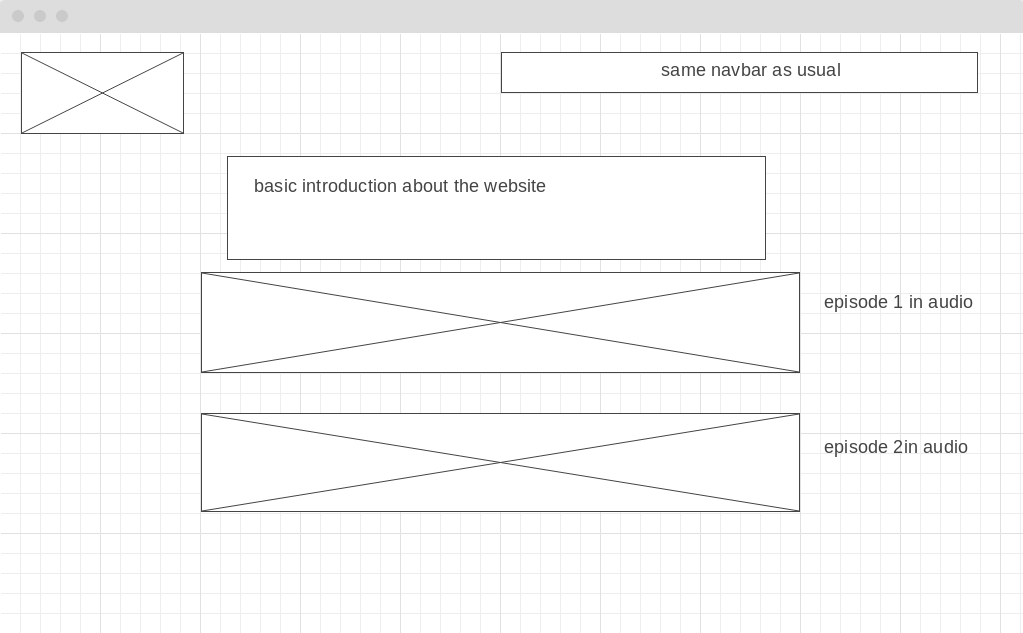 same navbar as usual
basic introduction about the website
episode 1 in audio
episode 2in audio